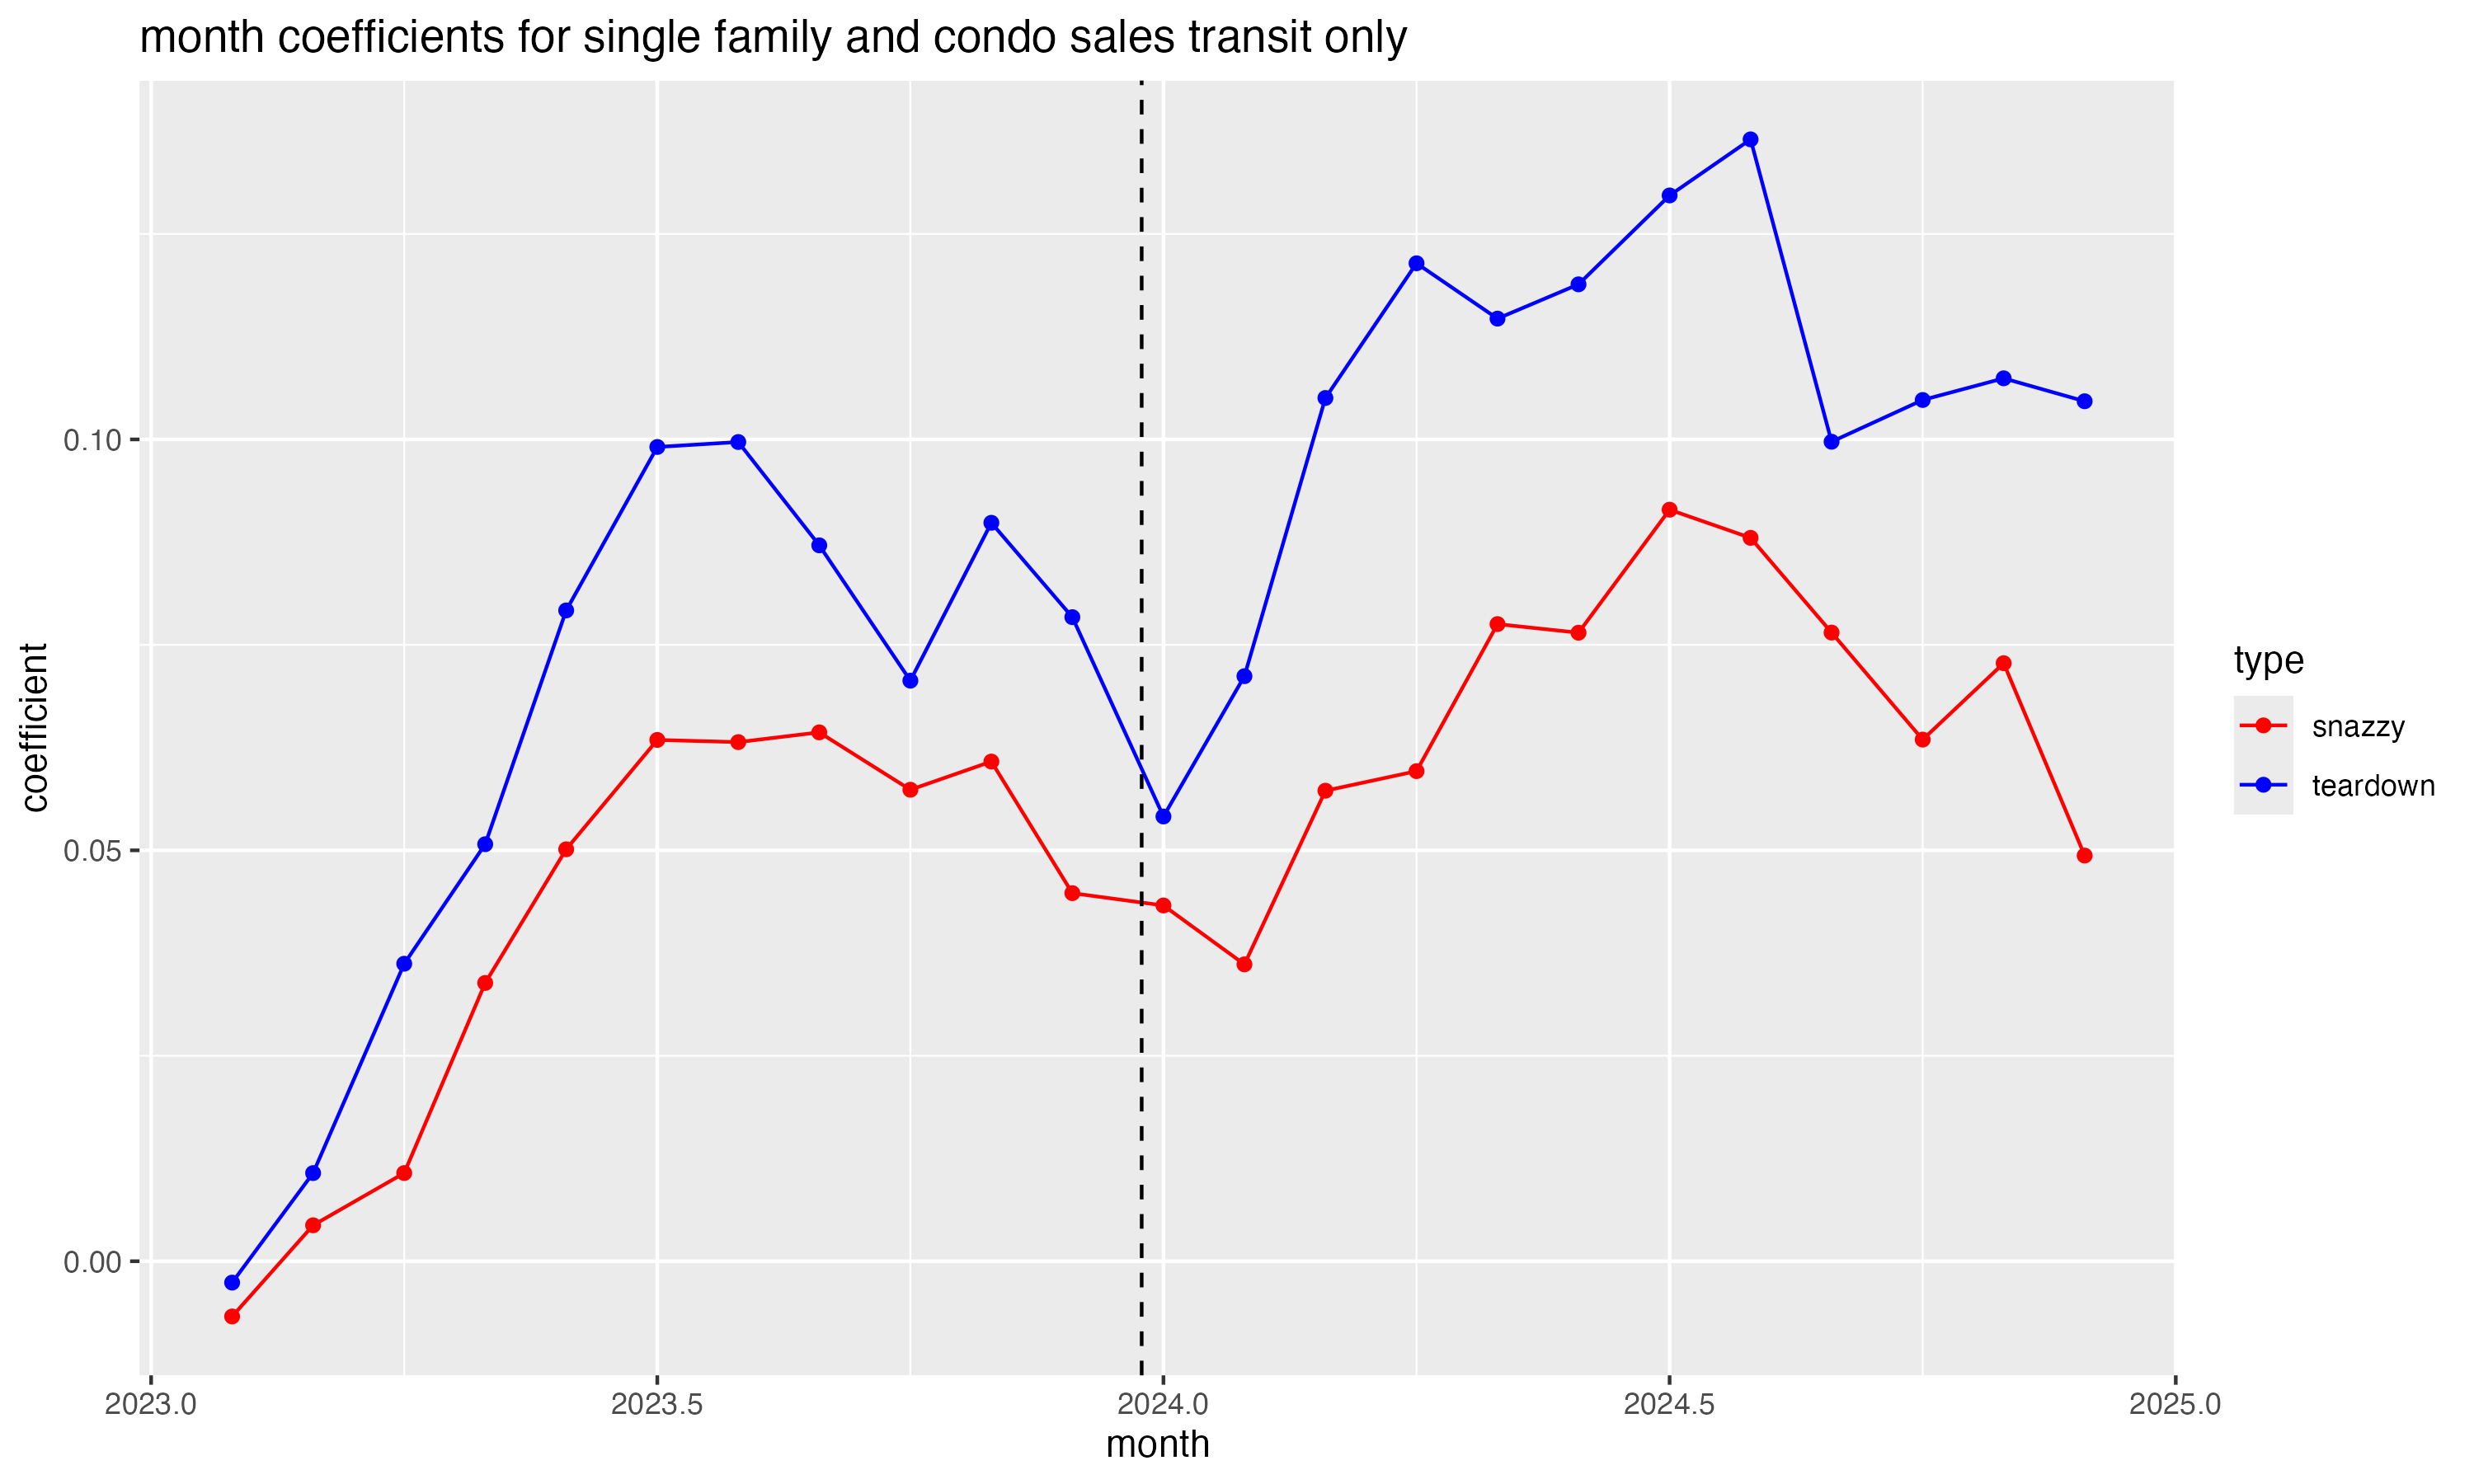 month coefficients for single family and condo sales transit only
coefficient
0.10
0.05
0.00
2023.0
2023.5
2024.0
2024.5
2025.0
month
type
snazzy
teardown